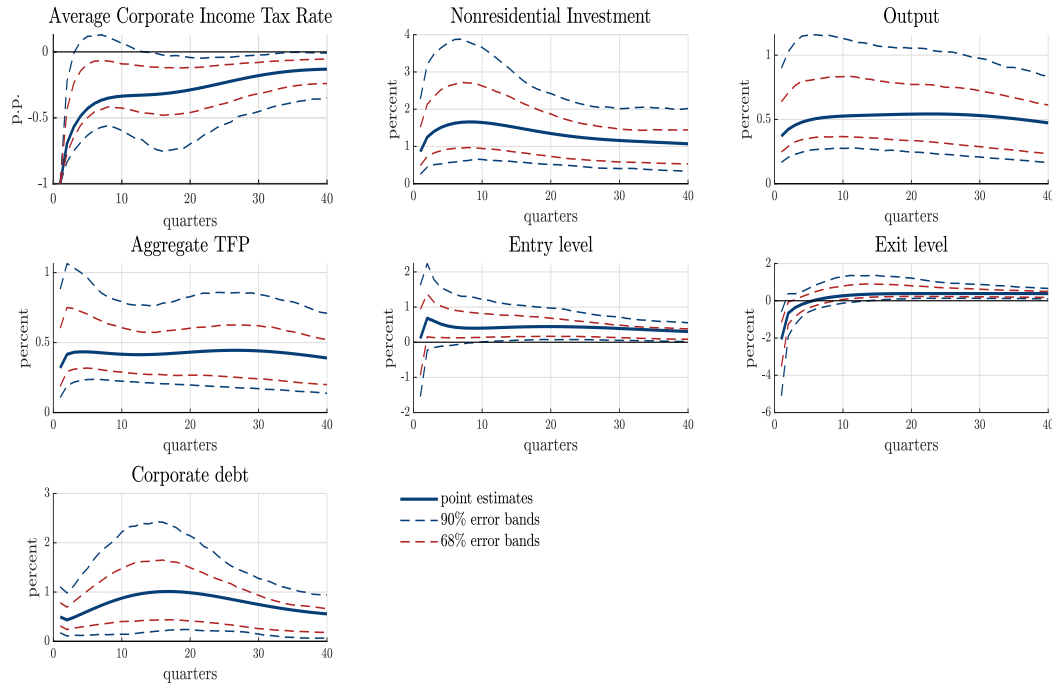 Average Corporate Income Tax Rate
Nonresidential Investment
Output
p.p.
0
-0.5
-1
0 10 20 30 40
quarters
percent
4
3
2
1
0
0 10 20 30 40
quarters
percent
1
0.5
0
0 10 20 30 40
quarters
Aggregate TFP
Entry level
Exit level
percent
1
0.5
0
0 10 20 30 40
quarters
percent
2
1
0
-1
-2
0 10 20 30 40
quarters
percent
2
0
-2
-4
-6
0 10 20 30 40
quarters
Corporate debt
percent
3
2
1
0
0 10 20 30 40
quarters
point estimates
90% error bands
68% error bands